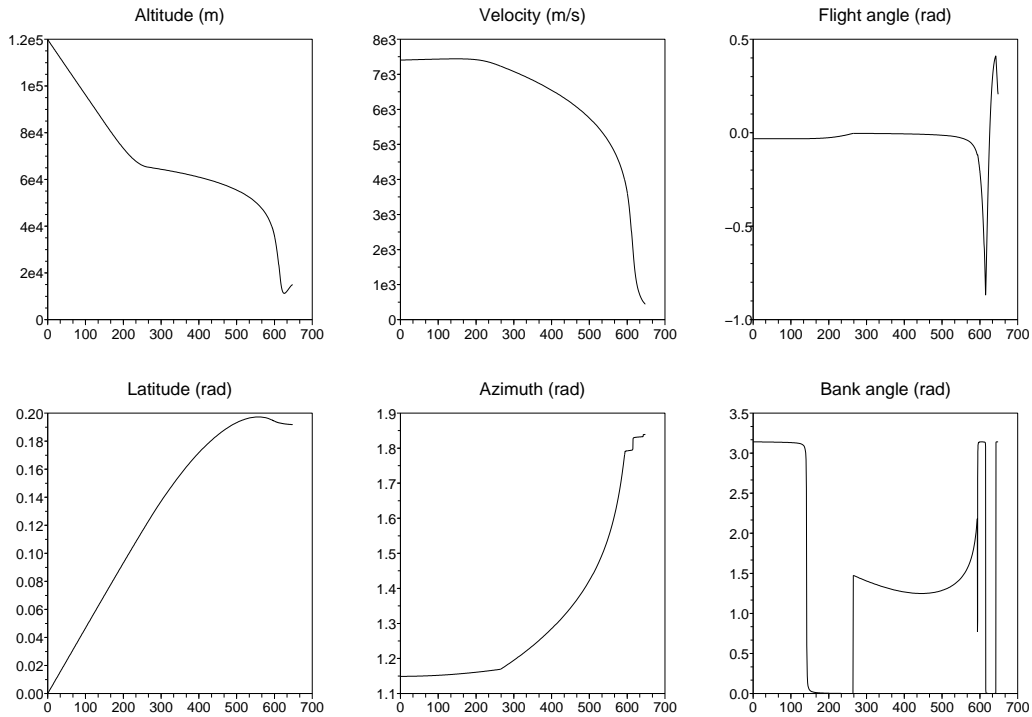 Altitude (m)
1.2e5
1e5
8e4
6e4
4e4
2e4
0
0 100 200 300 400 500 600 700
Velocity (m/s)
8e3
7e3
6e3
5e3
4e3
3e3
2e3
1e3
0
0 100 200 300 400 500 600 700
Flight angle (rad)
0.5
0.0
−0.5
−1.0
0 100 200 300 400 500 600 700
Latitude (rad)
0.20
0.18
0.16
0.14
0.12
0.10
0.08
0.06
0.04
0.02
0.00
0 100 200 300 400 500 600 700
Azimuth (rad)
1.9
1.8
1.7
1.6
1.5
1.4
1.3
1.2
1.1
0 100 200 300 400 500 600 700
Bank angle (rad)
3.5
3.0
2.5
2.0
1.5
1.0
0.5
0.0
0 100 200 300 400 500 600 700